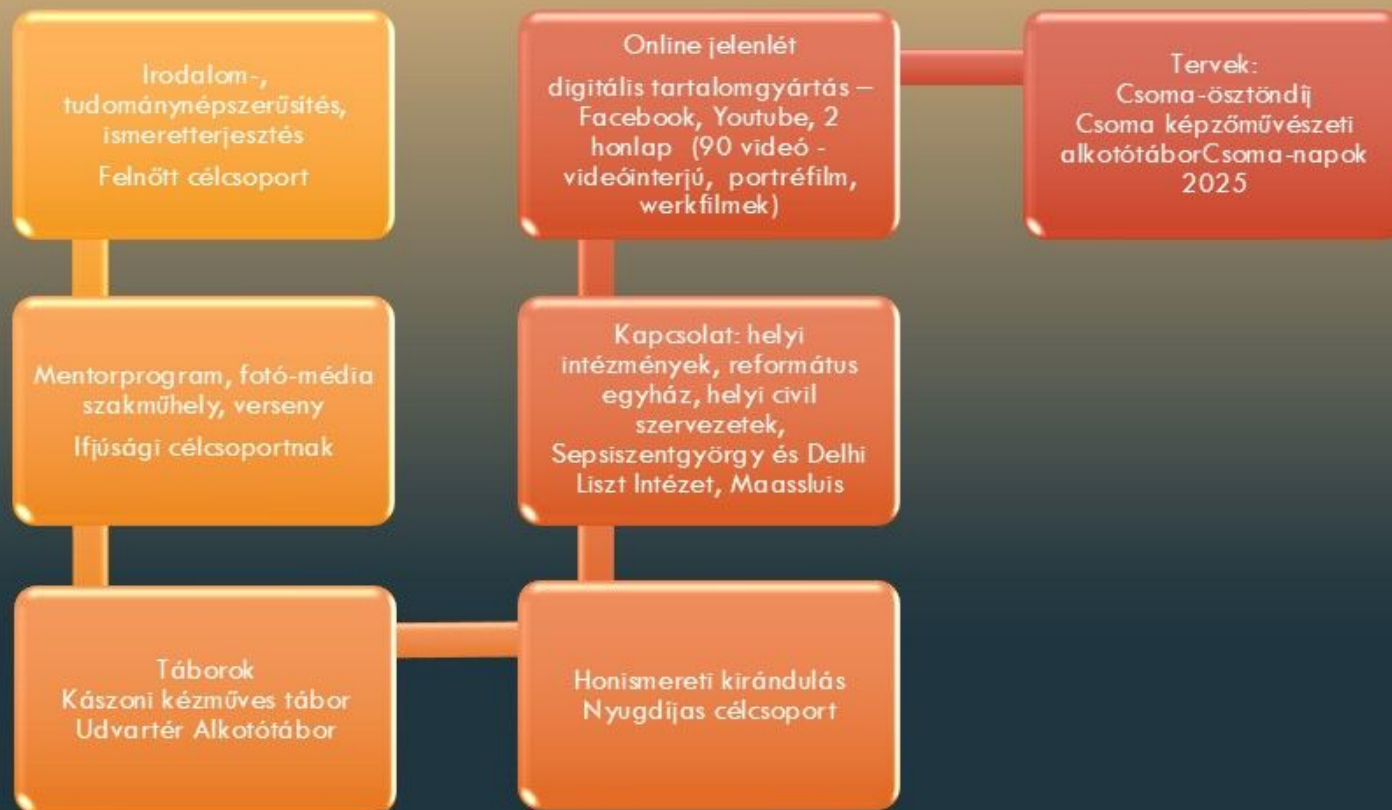 Irodalom-,
tudománynépszerűsítés,
ismeretterjesztés
Felnőtt célcsoport
Mentorprogram, fotó-média
szakműhely, verseny
Ifjúsági célcsoportnak
Táborok
Kászoni kézműves tábor
Udvartér Alkotótábor
Honismereti kirándulás
Nyugdíjas célcsoport
Kapcsolat: helyi
intézmények, református
egyház, helyi civil
szervezetek,
Sepsiszentgyörgy és Delhi
Liszt Intézet, Maassluis
Online jelenlét
digitális tartalomgyártás –
Facebook, Youtube, 2
honlap (90 videó -
videóinterjú, portréfilm,
werkfilmek)
Tervek:
Csoma-ösztöndíj
Csoma képzőművészeti
alkotótáborCsoma-napok
2025